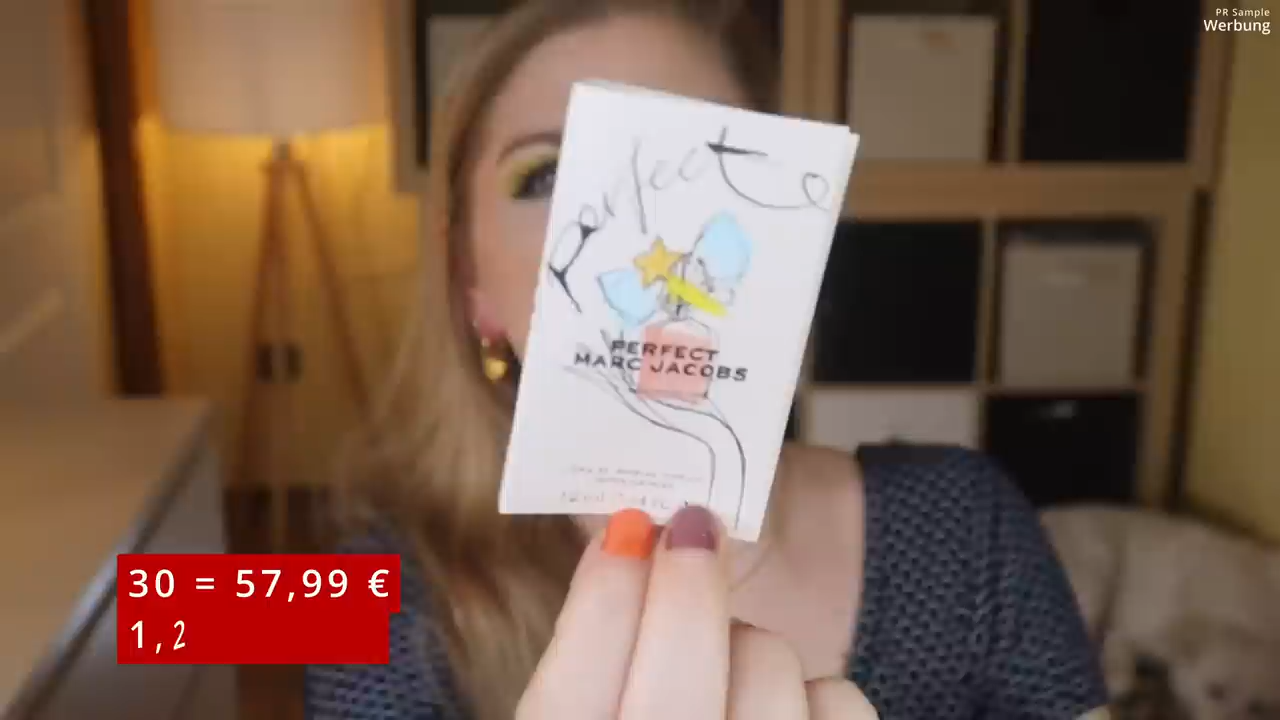 PR Sample
Werbung
perfect
PERFECT
MARC JACOBS
30 = 57,99 €
1,2